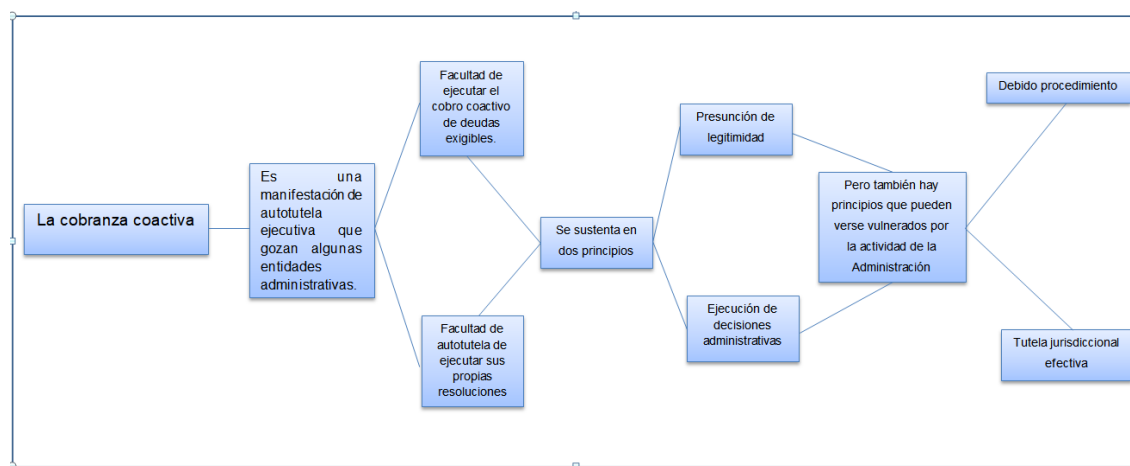 La cobranza coactiva
Es una
manifestación de
autotutela
ejecutiva que
gozan algunas
entidades
administrativas.
Facultad de
ejecutar el
cobro coactivo
de deudas
exigibles.
Facultad de
autotutela de
ejecutar sus
propias
resoluciones
Se sustenta en
dos principios
Presunción de
legitimidad
Ejecución de
decisiones
administrativas
Pero también hay
principios que pueden
verse vulnerados por
la actividad de la
Administración
Debido procedimiento
Tutela jurisdiccional
efectiva